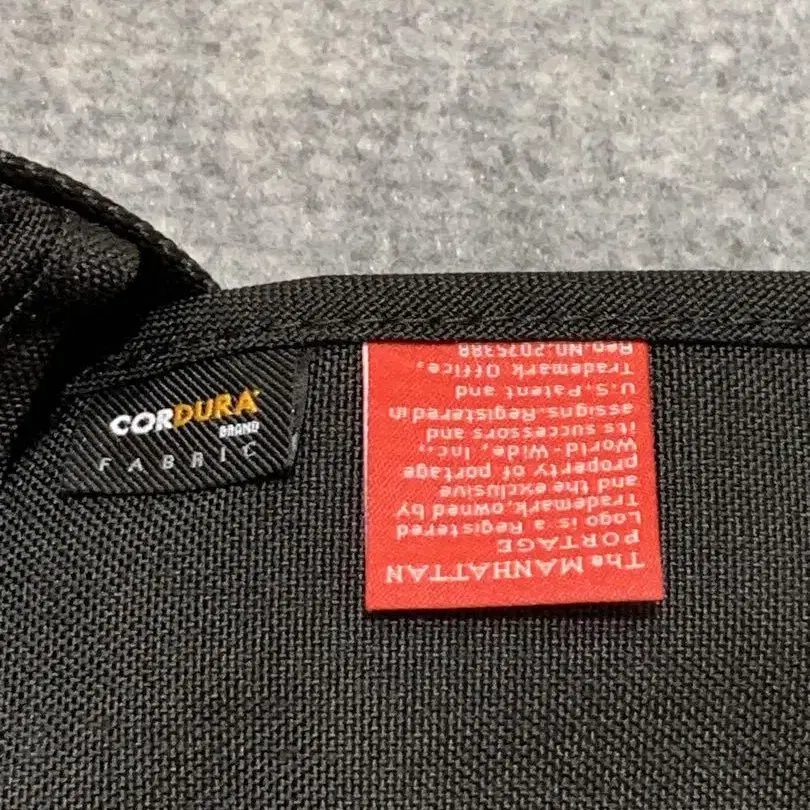 CORDURA
BRAND
FABRIC
The MANHATTAN
PORTAGE
Logo is a Registered
Trademark, owned by
and the exclusive
property of portage
World-Wide, Inc.,
its successors and
assigns. Registered in
U.S. Patent and
Trademark Office,
Reg.NO.2075388